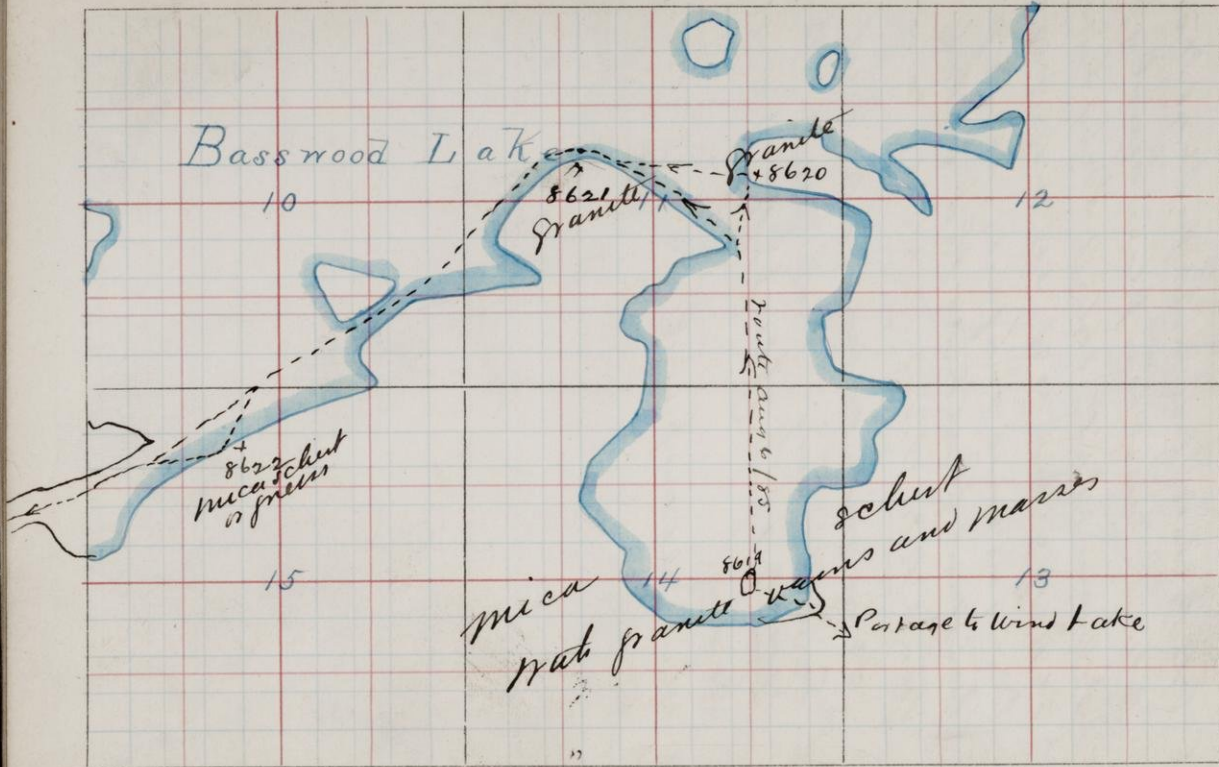 Basswood Lake
granite
×8620
10
8621
granite
11
12
route aug 6/85
8622
mica schist
or gneiss
8619
15
14
13
mica schist
with granite vains and masses
Portage to Wind Lake